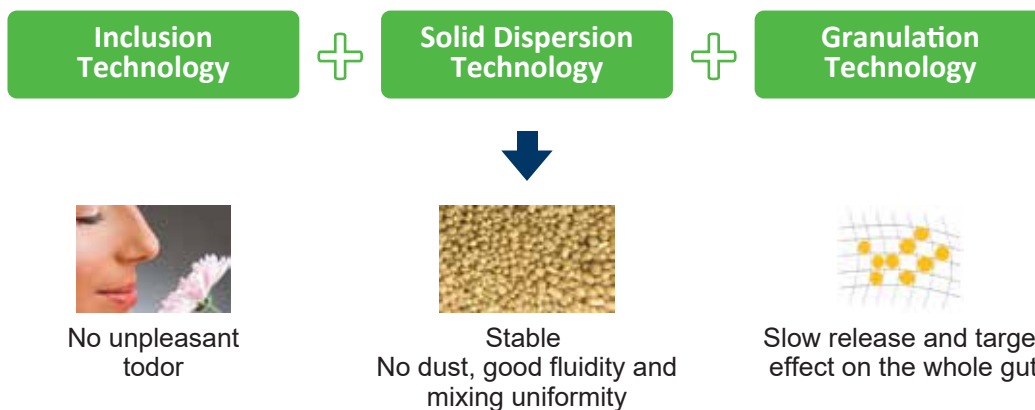 Inclusion
Technology
Solid Dispersion
Technology
Granulation
Technology
No unpleasant
todor
Stable
No dust, good fluidity and
mixing uniformity
Slow release and targe
effect on the whole gut